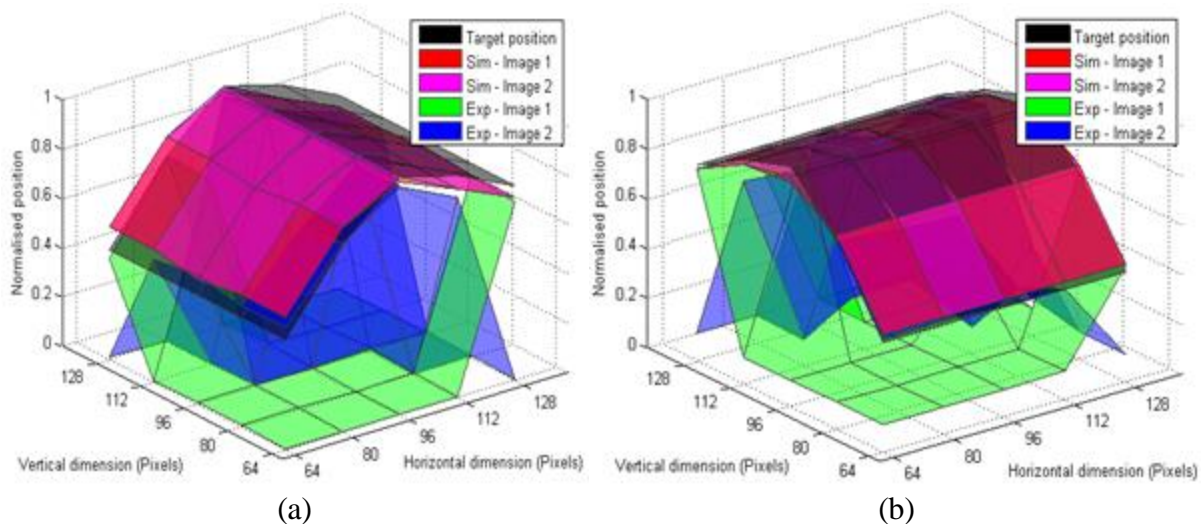 Target position
Sim - Image 1
Sim - Image 2
Exp - Image 1
Exp - Image 2
Normalised position
1
0.8
0.6
0.4
0.2
0
128
112
96
80
64
Vertical dimension (Pixels)
64
80
96
112
128
Horizontal dimension (Pixels)
(a)
Target position
Sim - Image 1
Sim - Image 2
Exp - Image 1
Exp - Image 2
Normalised position
1
0.8
0.6
0.4
0.2
0
128
112
96
80
64
Vertical dimension (Pixels)
64
80
96
112
128
Horizontal dimension (Pixels)
(b)